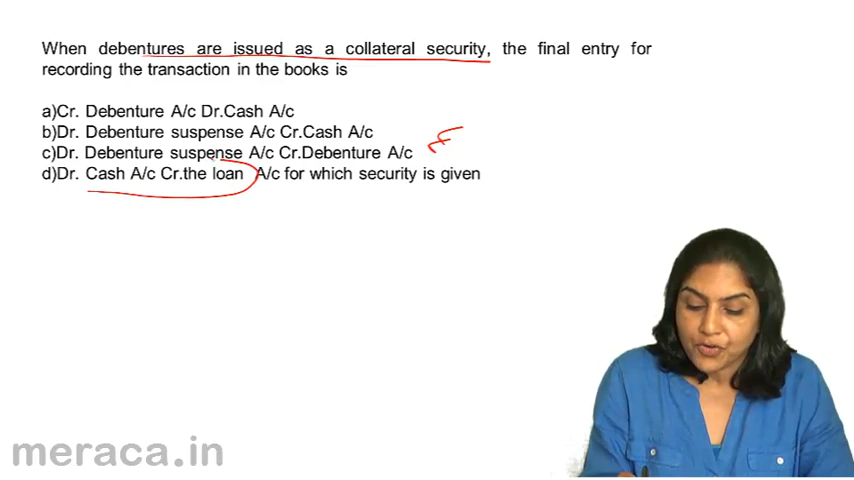 When debentures are issued as a collateral security, the final entry for
recording the transaction in the books is
a)Cr. Debenture A/c Dr.Cash A/c
b)Dr. Debenture suspense A/c Cr.Cash A/c
c)Dr. Debenture suspense A/c Cr.Debenture A/c
d)Dr. Cash A/c Cr.the loan A/c for which security is given
meraca.in